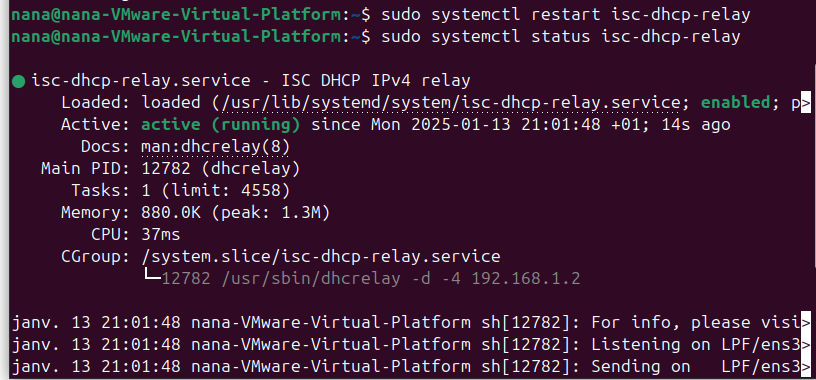 nana@nana-VMware-Virtual-Platform:~$ sudo systemctl restart isc-dhcp-relay
nana@nana-VMware-Virtual-Platform:~$ sudo systemctl status isc-dhcp-relay
● isc-dhcp-relay.service - ISC DHCP IPv4 relay
Loaded: loaded (/usr/lib/systemd/system/isc-dhcp-relay.service; enabled; p>
Active: active (running) since Mon 2025-01-13 21:01:48 +01; 14s ago
Docs: man:dhcrelay(8)
Main PID: 12782 (dhcrelay)
Tasks: 1 (limit: 4558)
Memory: 880.0K (peak: 1.3M)
CPU: 37ms
CGroup: /system.slice/isc-dhcp-relay.service
└─12782 /usr/sbin/dhcrelay -d -4 192.168.1.2
janv. 13 21:01:48 nana-VMware-Virtual-Platform sh[12782]: For info, please visi>
janv. 13 21:01:48 nana-VMware-Virtual-Platform sh[12782]: Listening on LPF/ens3>
janv. 13 21:01:48 nana-VMware-Virtual-Platform sh[12782]: Sending on   LPF/ens3>